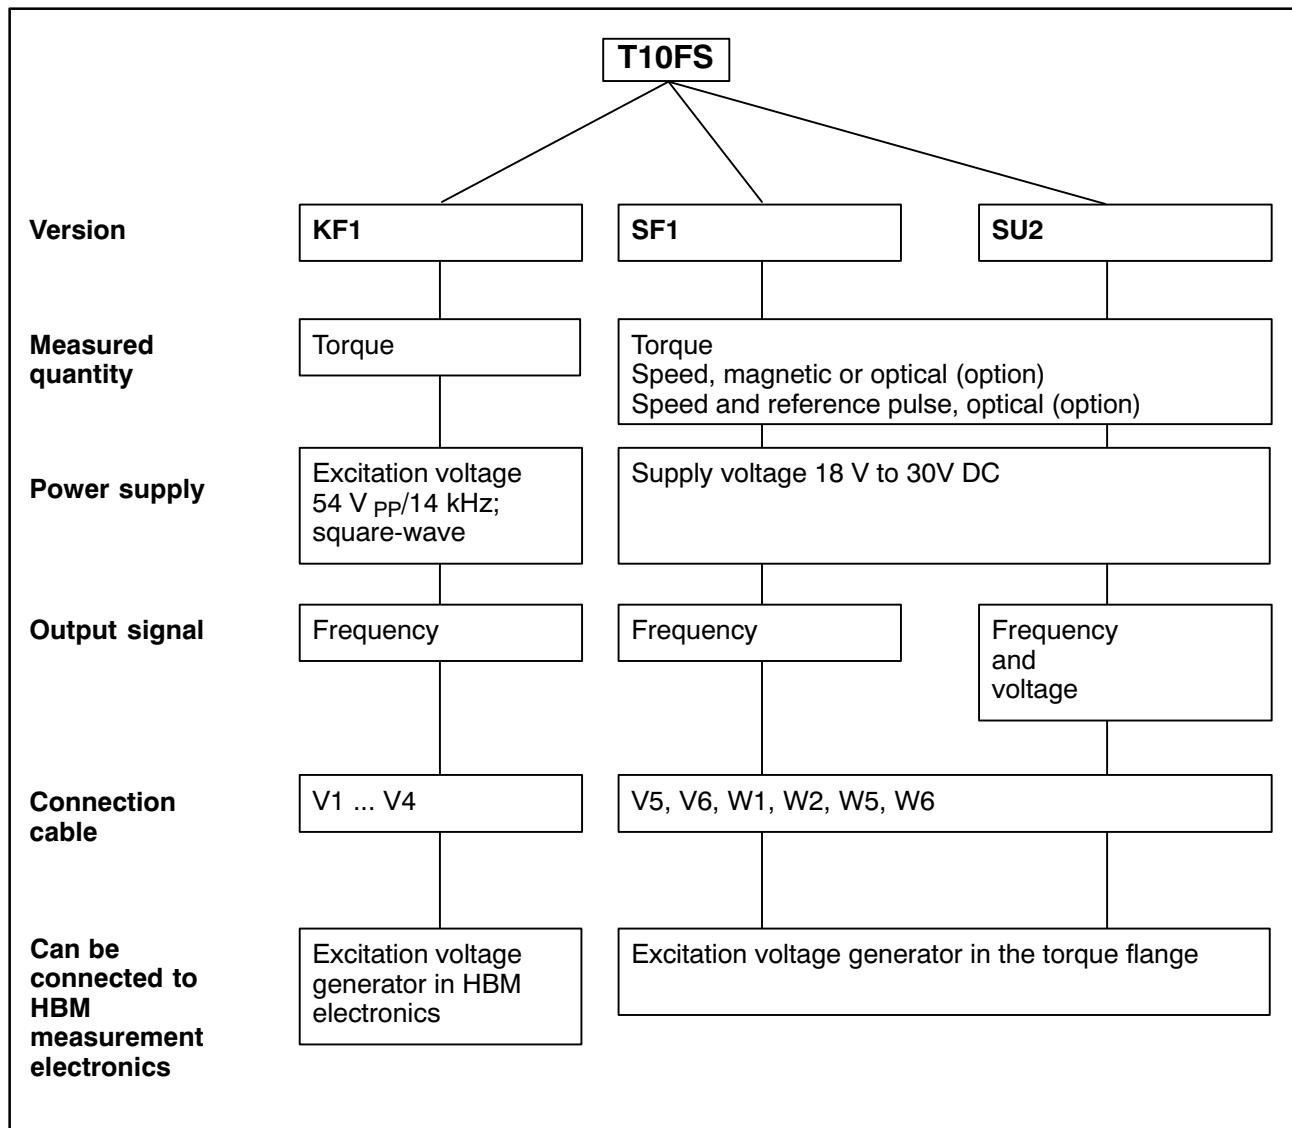 T10FS
Version
KF1
SF1
SU2
Measured
quantity
Torque
Torque
Speed, magnetic or optical (option)
Speed and reference pulse, optical (option)
Power supply
Excitation voltage
54 V PP/14 kHz;
square-wave
Supply voltage 18 V to 30V DC
Output signal
Frequency
Frequency
Frequency
and
voltage
Connection
cable
V1 ... V4
V5, V6, W1, W2, W5, W6
Can be
connected to
HBM
measurement
electronics
Excitation voltage
generator in HBM
electronics
Excitation voltage generator in the torque flange